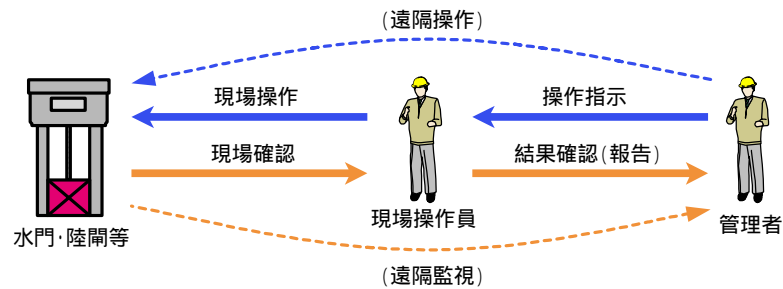 (遠隔操作)
現場操作
操作指示
現場確認
結果確認(報告)
水門・陸閘等
現場操作員
管理者
(遠隔監視)